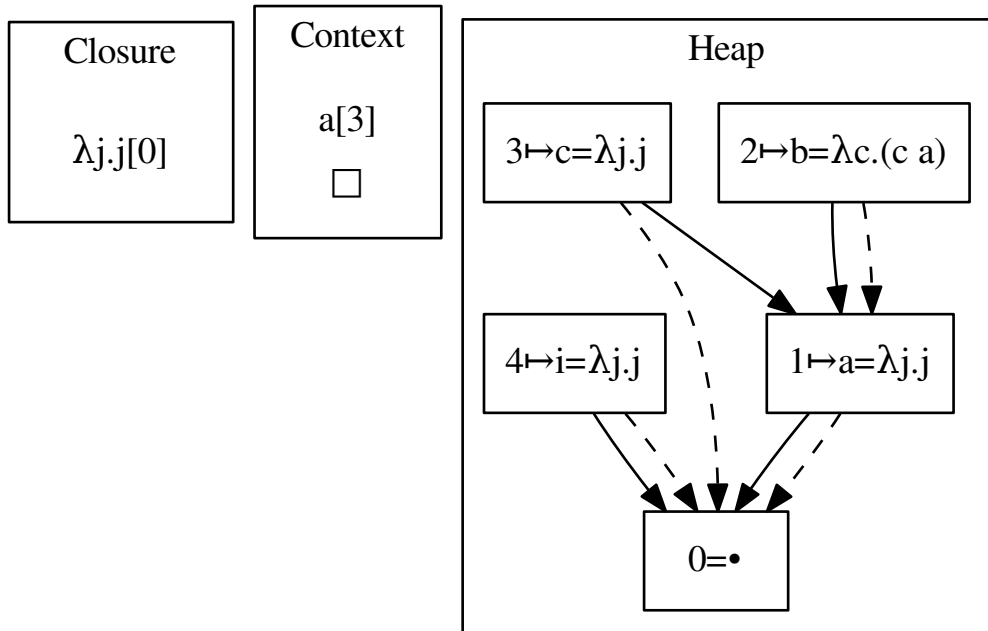 Closure
λj.j[0]
Context
a[3]
□
Heap
3↦c=λj.j
2↦b=λc.(c a)
4↦i=λj.j
1↦a=λj.j
0=•